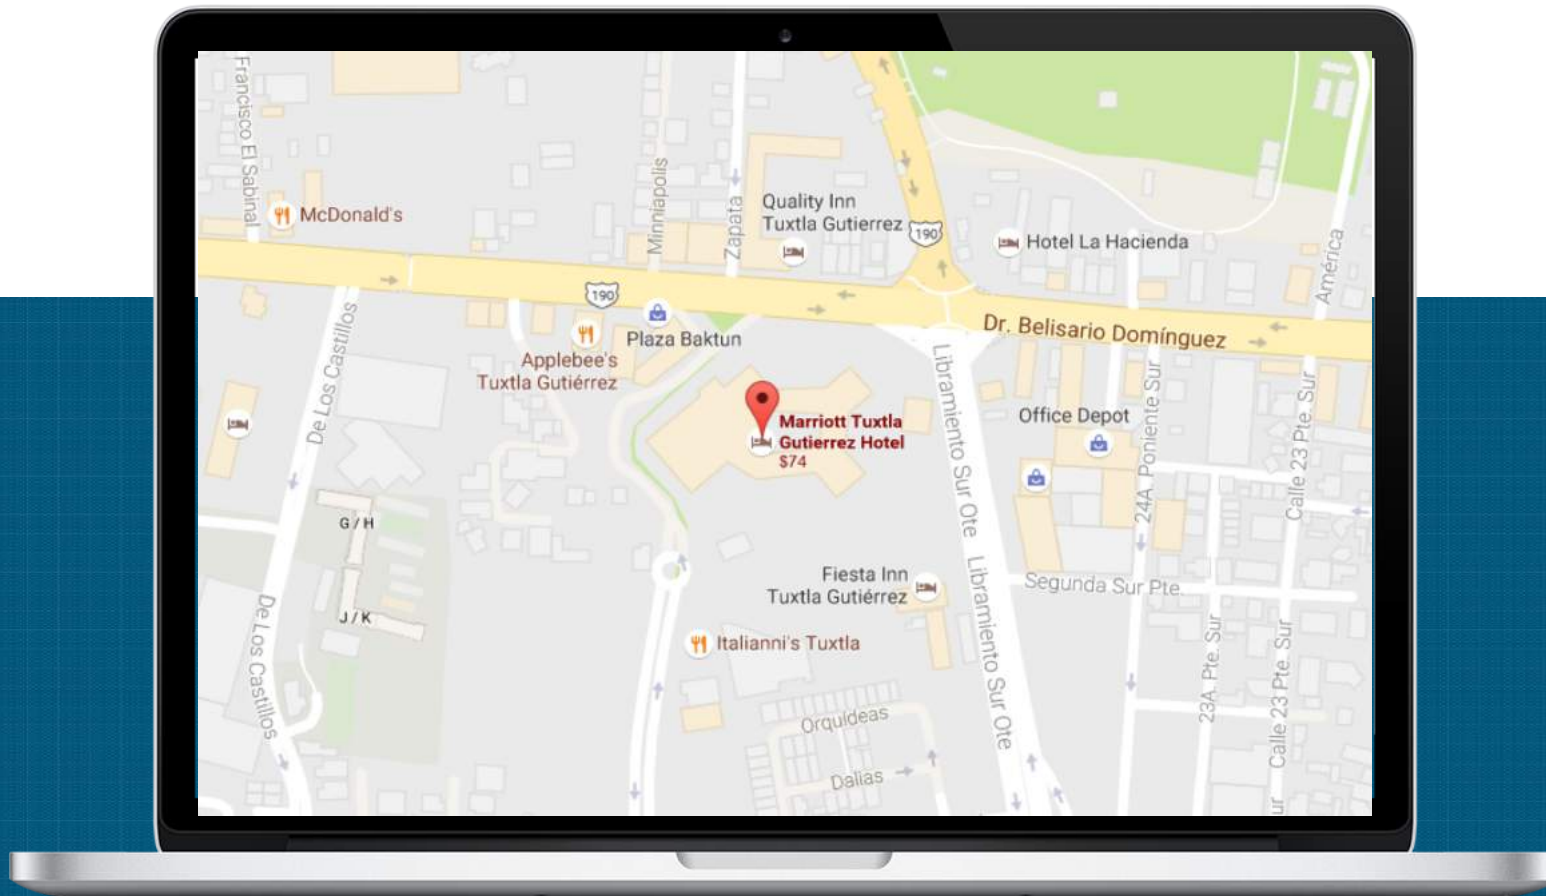 Francisco El Sabinal
McDonald's
Minniapolis
Zapata
Quality Inn
Tuxtla Gutierrez
190
Hotel La Hacienda
América
190
De Los Castillos
Applebee's
Tuxtla Gutiérrez
Plaza Baktun
Dr. Belisario Domínguez
Marriott Tuxtla
Gutierrez Hotel
$74
Libramiento Sur Ote
Office Depot
24A. Poniente Sur
Calle 23 Pte. Sur
G / H
J / K
Fiesta Inn
Tuxtla Gutiérrez
Libramiento Sur Ote
Segunda Sur Pte.
De Los Castillos
Italianni's Tuxtla
23A. Pte. Sur
Calle 23 Pte. Sur
Orquideas
Dalias
ur